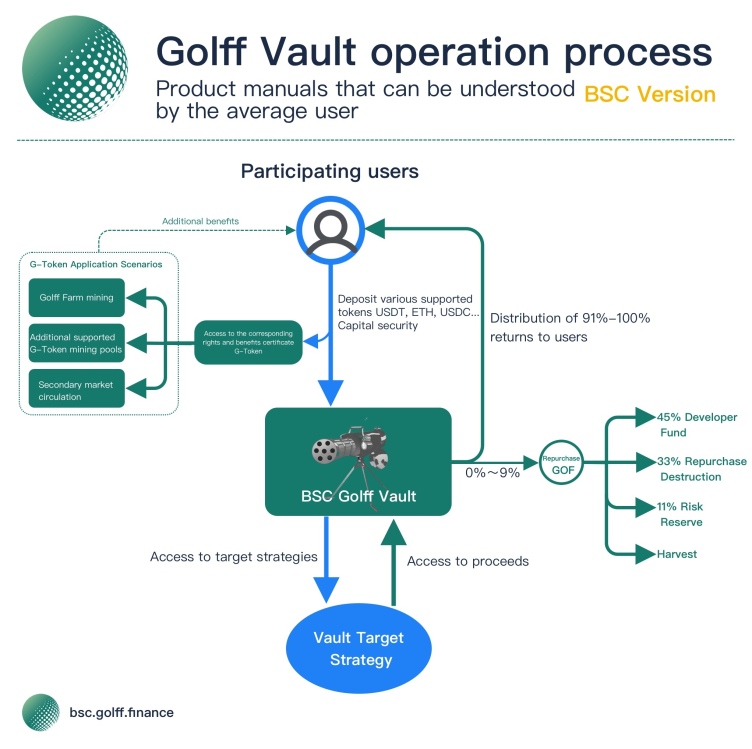 Golff Vault operation process
Product manuals that can be understood
by the average user
BSC Version
Participating users
Additional benefits
G-Token Application Scenarios
Golff Farm mining
Additional supported
G-Token mining pools
Secondary market
circulation
Access to the corresponding
rights and benefits certificate
G-Token
Deposit various supported
tokens USDT, ETH, USDC...
Capital security
Distribution of 91%-100%
returns to users
BSC Golff Vault
0%~9%
Repurchase
GOF
45% Developer
Fund
33% Repurchase
Destruction
11% Risk
Reserve
Harvest
Access to target strategies
Access to proceeds
Vault Target
Strategy
bsc.golff.finance